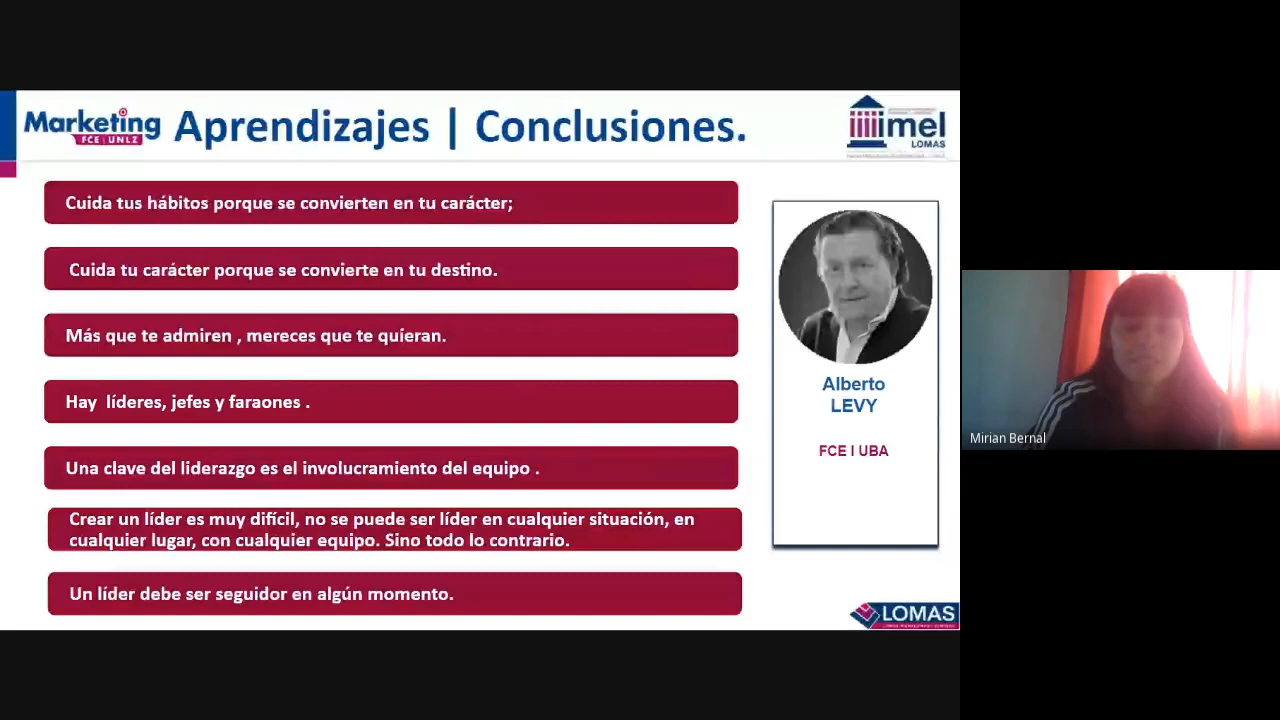 Marketing
FCE | UNLZ
Aprendizajes | Conclusiones.
imel
LOMAS
Cuida tus hábitos porque se convierten en tu carácter;
Cuida tu carácter porque se convierte en tu destino.
Más que te admiren , mereces que te quieran.
Hay líderes, jefes y faraones .
Una clave del liderazgo es el involucramiento del equipo .
Crear un líder es muy difícil, no se puede ser líder en cualquier situación, en
cualquier lugar, con cualquier equipo. Sino todo lo contrario.
Un líder debe ser seguidor en algún momento.
Alberto
LEVY
FCE I UBA
LOMAS
Mirian Bernal